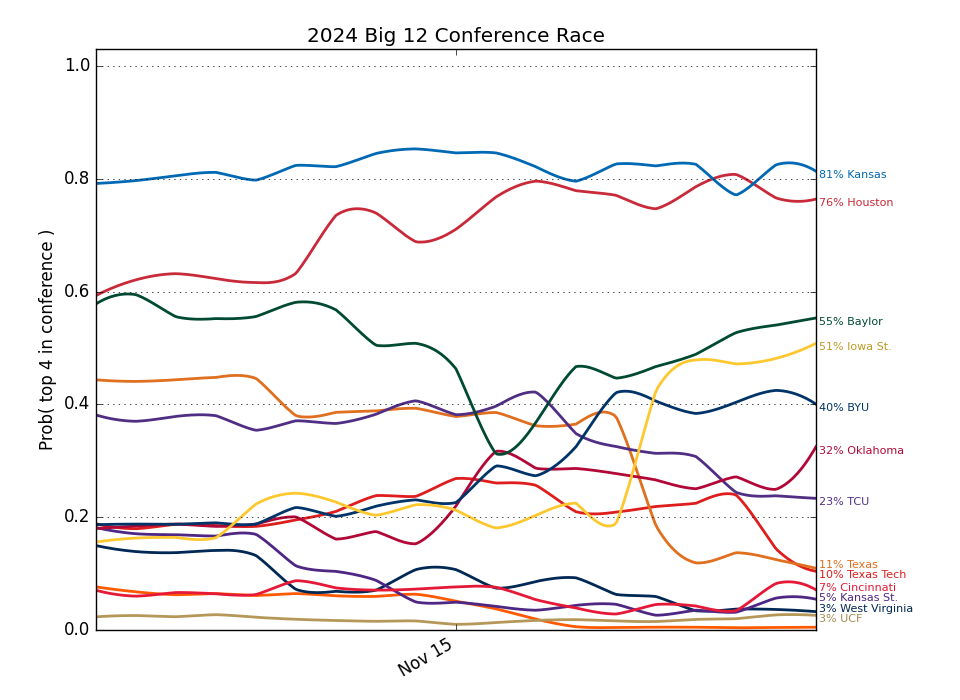 2024 Big 12 Conference Race
Prob( top 4 in conference )
1.0
0.8
0.6
0.4
0.2
0.0
Nov 15
81% Kansas
76% Houston
55% Baylor
51% Iowa St.
40% BYU
32% Oklahoma
23% TCU
11% Texas
10% Texas Tech
7% Cincinnati
5% Kansas St.
3% West Virginia
3% UCF